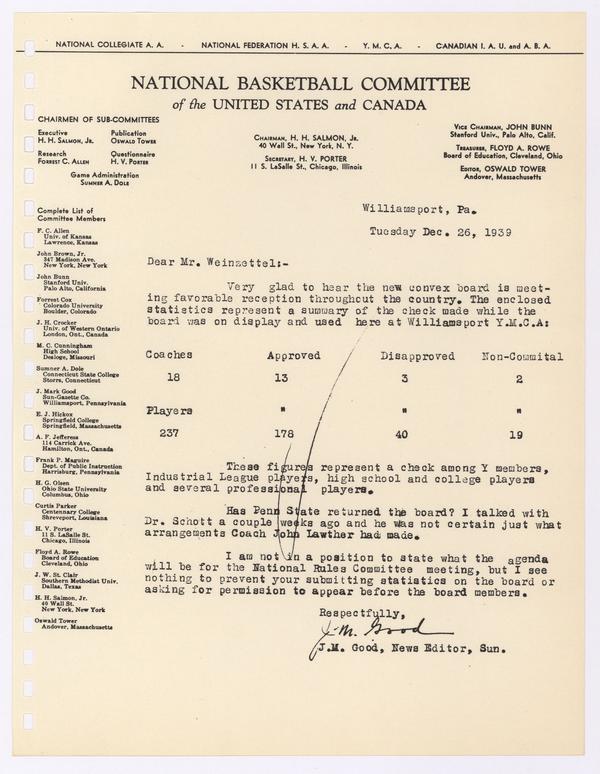 NATIONAL COLLEGIATE A. A. - NATIONAL FEDERATION H. S. A. A. - Y. M. C. A. - CANADIAN I. A. U. and A. B. A.
NATIONAL BASKETBALL COMMITTEE
of the UNITED STATES and CANADA
CHAIRMEN OF SUB-COMMITTEES
Executive Publication
H. H. SALMON, JR. OSWALD TOWER
Research Questionnaire
FORREST C. ALLEN H. V. PORTER
Game Administration
SUMNER A. DOLE
CHAIRMAN, H. H. SALMON, JR.
40 Wall St., New York, N. Y.
SECRETARY, H. V. PORTER
11 S. LaSalle St., Chicago, Illinois
VICE CHAIRMAN, JOHN BUNN
Stanford Univ., Palo Alto, Calif.
TREASURER, FLOYD A. ROWE
Board of Education, Cleveland, Ohio
EDITOR, OSWALD TOWER
Andover, Massachusetts
Complete List of
Committee Members
F. C. Allen
Univ. of Kansas
Lawrence, Kansas
John Brown, Jr.
347 Madison Ave.
New York, New York
John Bunn
Stanford Univ.
Palo Alto, California
Forrest Cox
Colorado University
Boulder, Colorado
J. H. Crocker
Univ. of Western Ontario
London, Ont., Canada
M. C. Cunningham
High School
Desloge, Missouri
Sumner A. Dole
Connecticut State College
Storrs, Connecticut
J. Mark Good
Sun-Gazette Co.
Williamsport, Pennsylvania
E. J. Hickox
Springfield College
Springfield, Massachusetts
A. F. Jefferess
114 Carrick Ave.
Hamilton, Ont., Canada
Frank P. Maguire
Dept. of Public Instruction
Harrisburg, Pennsylvania
H. G. Olsen
Ohio State University
Columbus, Ohio
Curtis Parker
Centenary College
Shreveport, Louisiana
H. V. Porter
11 S. LaSalle St.
Chicago, Illinois
Floyd A. Rowe
Board of Education
Cleveland, Ohio
J. W. St. Clair
Southern Methodist Univ.
Dallas, Texas
H. H. Salmon, Jr.
40 Wall St.
New York, New York
Oswald Tower
Andover, Massachusetts
Williamsport, Pa.
Tuesday Dec. 26, 1939
Dear Mr. Weinzettel:-
Very glad to hear the new convex board is meet-
ing favorable reception throughout the country. The enclosed
statistics represent a summary of the check made while the
board was on display and used here at Williamsport Y.M.C.A:
Coaches Approved Disapproved Non-Commital
18 13 3 2
Players " " "
237 178 40 19
These figures represent a check among Y members,
Industrial League players, high school and college players
and several professional players.
Has Penn State returned the board? I talked with
Dr. Schott a couple weeks ago and he was not certain just what
arrangements Coach John Lawther had made.
I am not in a position to state what the agenda
will be for the National Rules Committee meeting, but I see
nothing to prevent your submitting statistics on the board or
asking for permission to appear before the board members.
Respectfully,
J. M. Good
J.M. Good, News Editor, Sun.